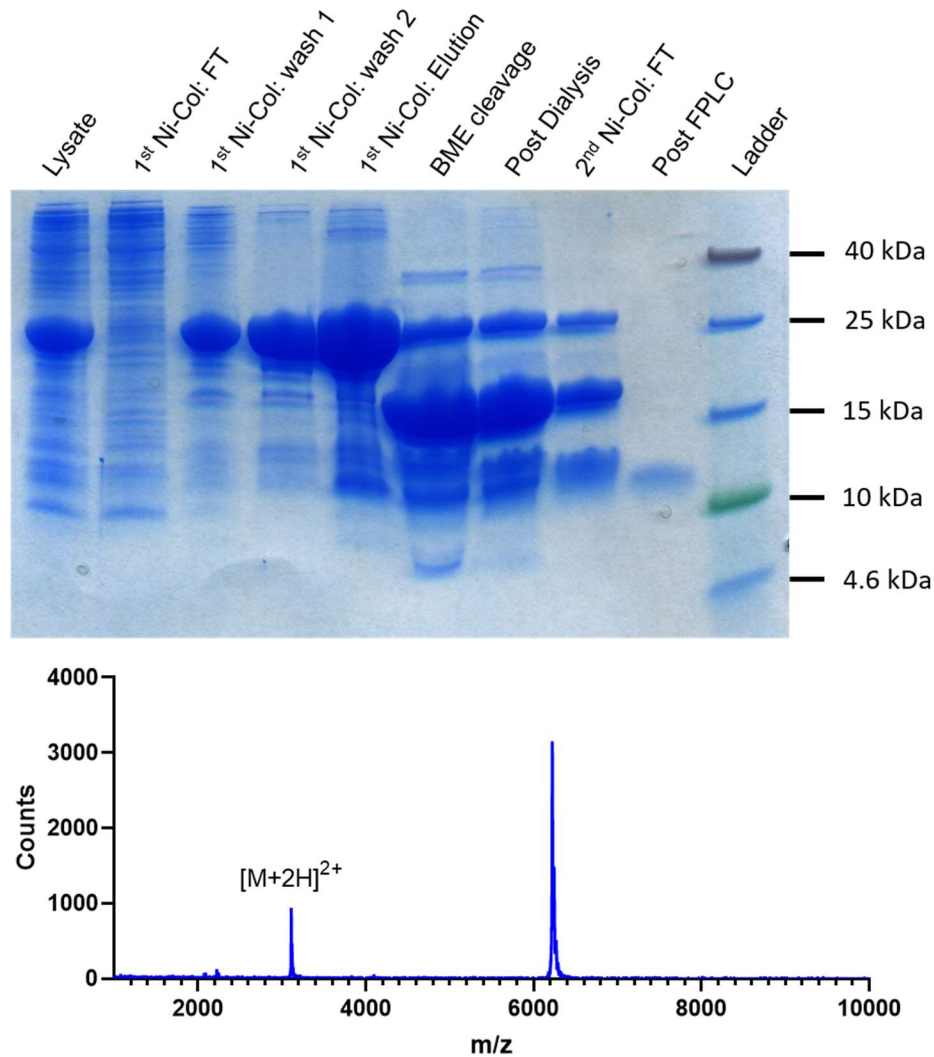 Lysate
1st Ni-Col: FT
1st Ni-Col: wash 1
1st Ni-Col: wash 2
1st Ni-Col: Elution
BME cleavage
Post Dialysis
2nd Ni-Col: FT
Post FPLC
Ladder
40 kDa
25 kDa
15 kDa
10 kDa
4.6 kDa
4000
3000
2000
1000
0
Counts
[M+2H]2+
2000
4000
6000
8000
10000
m/z